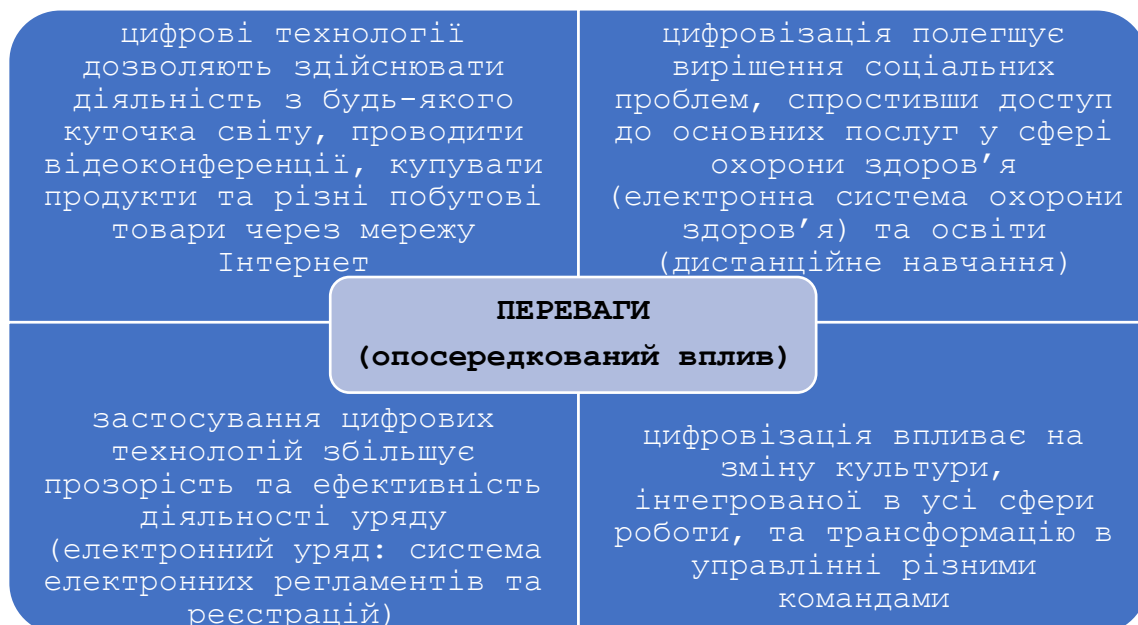 цифрові технології
дозволяють здійснювати
діяльність з будь-якого
куточка світу, проводити
відеоконференції, купувати
продукти та різні побутові
товари через мережу
Інтернет
цифровізація полегшує
вирішення соціальних
проблем, спростивши доступ
до основних послуг у сфері
охорони здоров’я
(електронна система охорони
здоров’я) та освіти
(дистанційне навчання)
ПЕРЕВАГИ
(опосередкований вплив)
застосування цифрових
технологій збільшує
прозорість та ефективність
діяльності уряду
(електронний уряд: система
електронних регламентів та
реєстрацій)
цифровізація впливає на
зміну культури,
інтегрованої в усі сфери
роботи, та трансформацію в
управлінні різними
командами